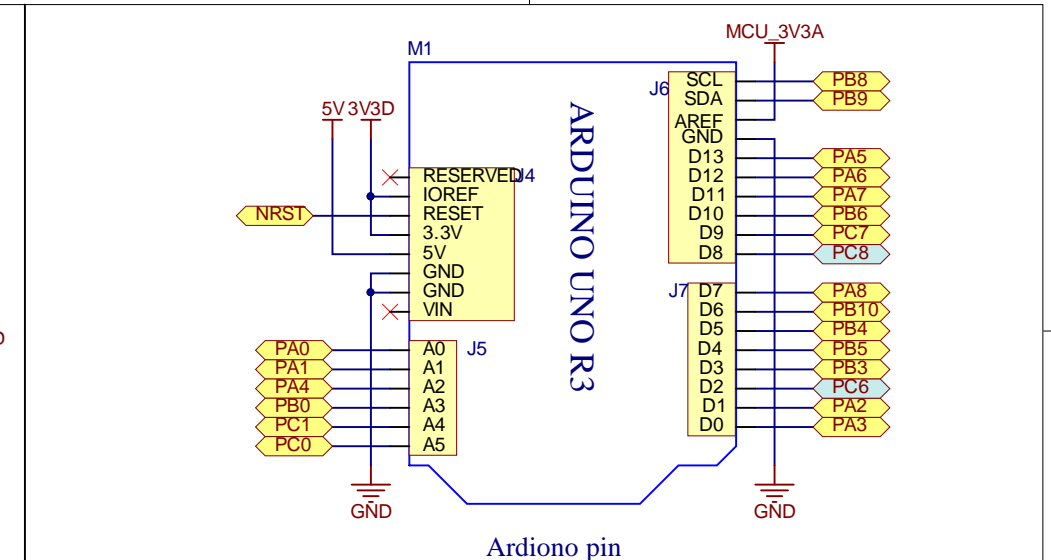 MCU_3V3A
M1
J6
SCL PB8
SDA PB9
AREF
GND
D13 PA5
D12 PA6
D11 PA7
D10 PB6
D9 PC7
D8 PC8
5V 3V3D
RESERVED J4
IOREF
NRST RESET
3.3V
5V
GND
GND
VIN
ARDUINO UNO R3
J7
D7 PA8
D6 PB10
D5 PB4
D4 PB5
D3 PB3
D2 PC6
D1 PA2
D0 PA3
J5
PA0 A0
PA1 A1
PA4 A2
PB0 A3
PC1 A4
PC0 A5
GND
GND
Ardiono pin